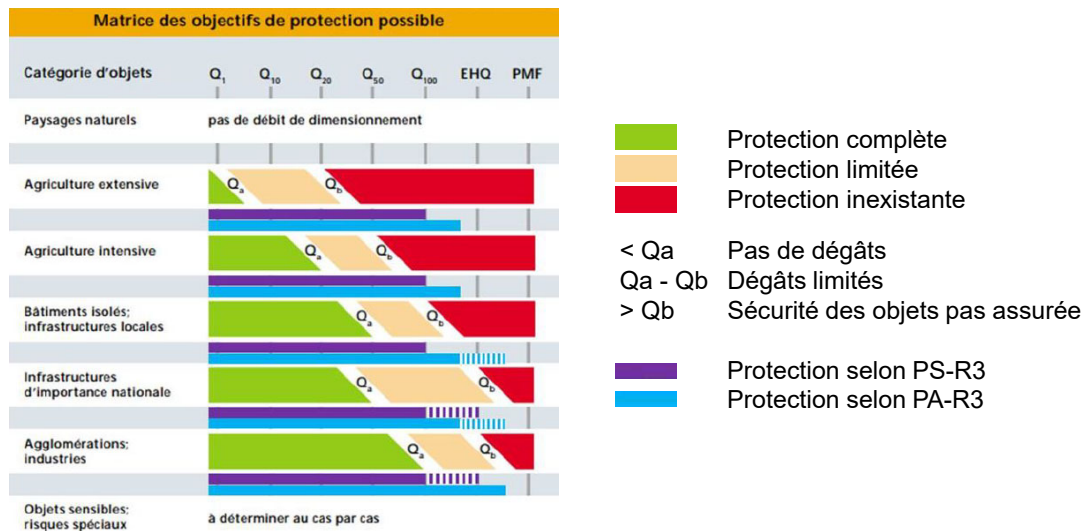 Matrice des objectifs de protection possible
Catégorie d'objets Q1 Q10 Q20 Q50 Q100 EHQ PMF
Paysages naturels pas de débit de dimensionnement
Agriculture extensive Qa Qb
Agriculture intensive Qa Qb
Bâtiments isolés;
infrastructures locales Qa Qb
Infrastructures
d'importance nationale Qa Qb
Agglomérations;
industries Qa Qb
Objets sensibles;
risques spéciaux à déterminer au cas par cas
Protection complète
Protection limitée
Protection inexistante
< Qa Pas de dégâts
Qa - Qb Dégâts limités
> Qb Sécurité des objets pas assurée
Protection selon PS-R3
Protection selon PA-R3